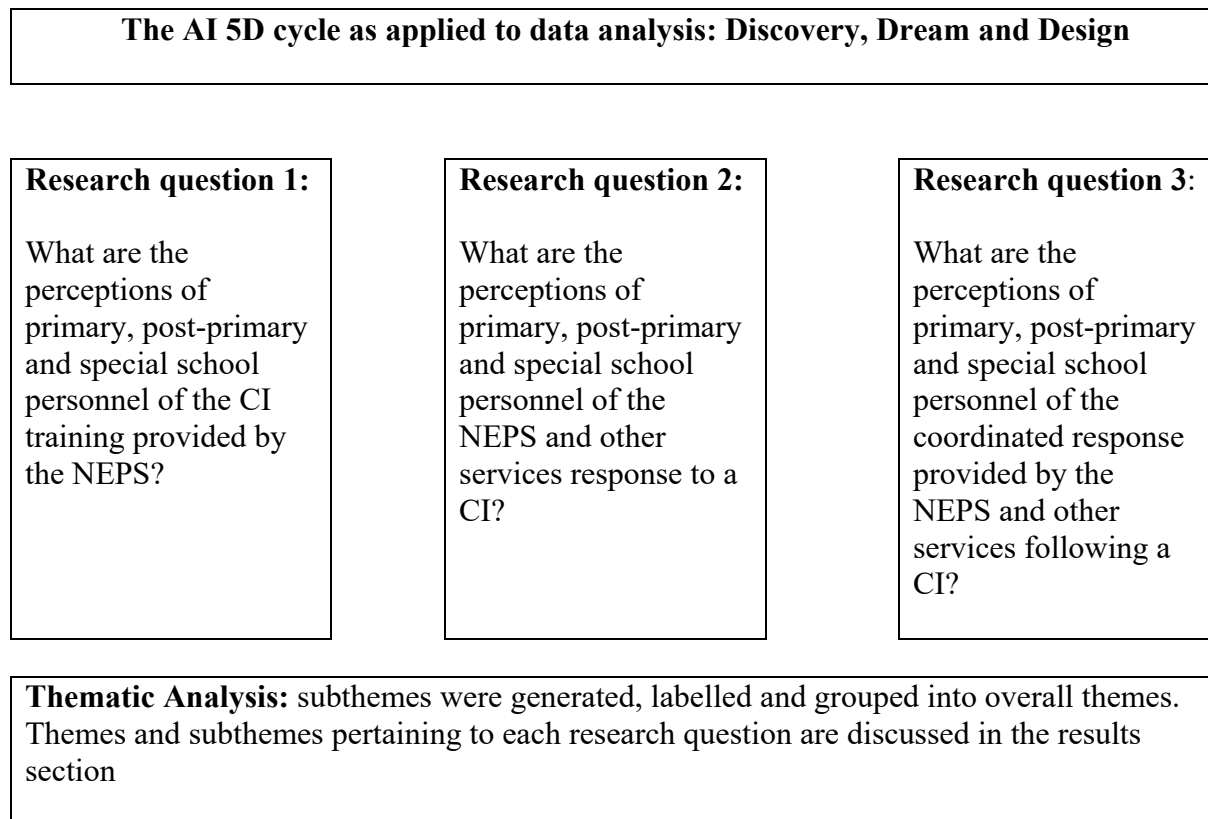 The AI 5D cycle as applied to data analysis: Discovery, Dream and Design
Research question 1:
What are the
perceptions of
primary, post-primary
and special school
personnel of the CI
training provided by
the NEPS?
Research question 2:
What are the
perceptions of
primary, post-primary
and special school
personnel of the
NEPS and other
services response to a
CI?
Research question 3:
What are the
perceptions of
primary, post-primary
and special school
personnel of the
coordinated response
provided by the
NEPS and other
services following a
CI?
Thematic Analysis: subthemes were generated, labelled and grouped into overall themes.
Themes and subthemes pertaining to each research question are discussed in the results
section